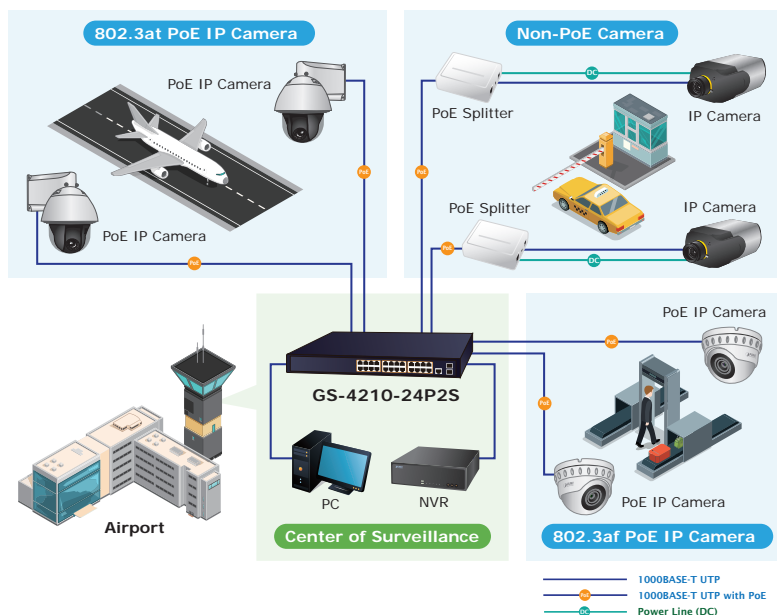 802.3at PoE IP Camera
PoE IP Camera
PoE
PoE IP Camera
PoE
Non-PoE Camera
DC
PoE Splitter
IP Camera
PoE
PoE Splitter
IP Camera
PoE
DC
GS-4210-24P2S
PC
NVR
Center of Surveillance
Airport
PoE IP Camera
PoE
PoE
PoE IP Camera
802.3af PoE IP Camera
1000BASE-T UTP
PoE
1000BASE-T UTP with PoE
DC
Power Line (DC)